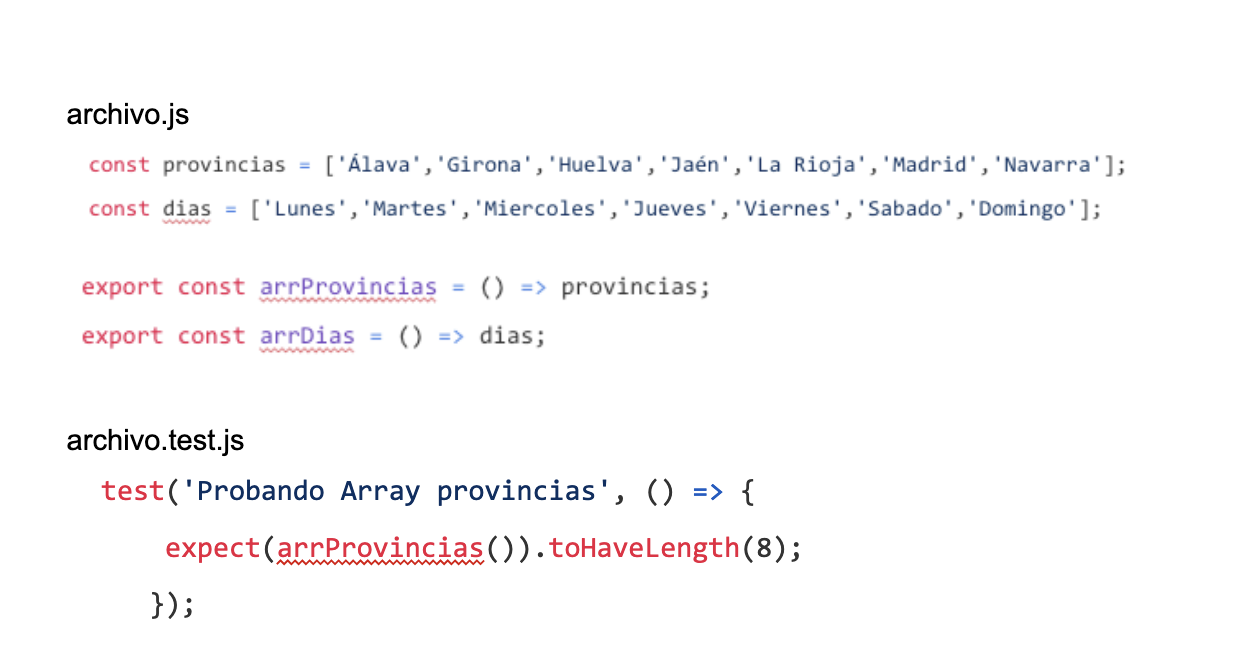 archivo.js
const provincias = ['Álava','Girona','Huelva','Jaén','La Rioja','Madrid','Navarra'];
const dias = ['Lunes','Martes','Miercoles','Jueves','Viernes','Sabado','Domingo'];
export const arrProvincias = () => provincias;
export const arrDias = () => dias;
archivo.test.js
test('Probando Array provincias', () => {
expect(arrProvincias()).toHaveLength(8);
});